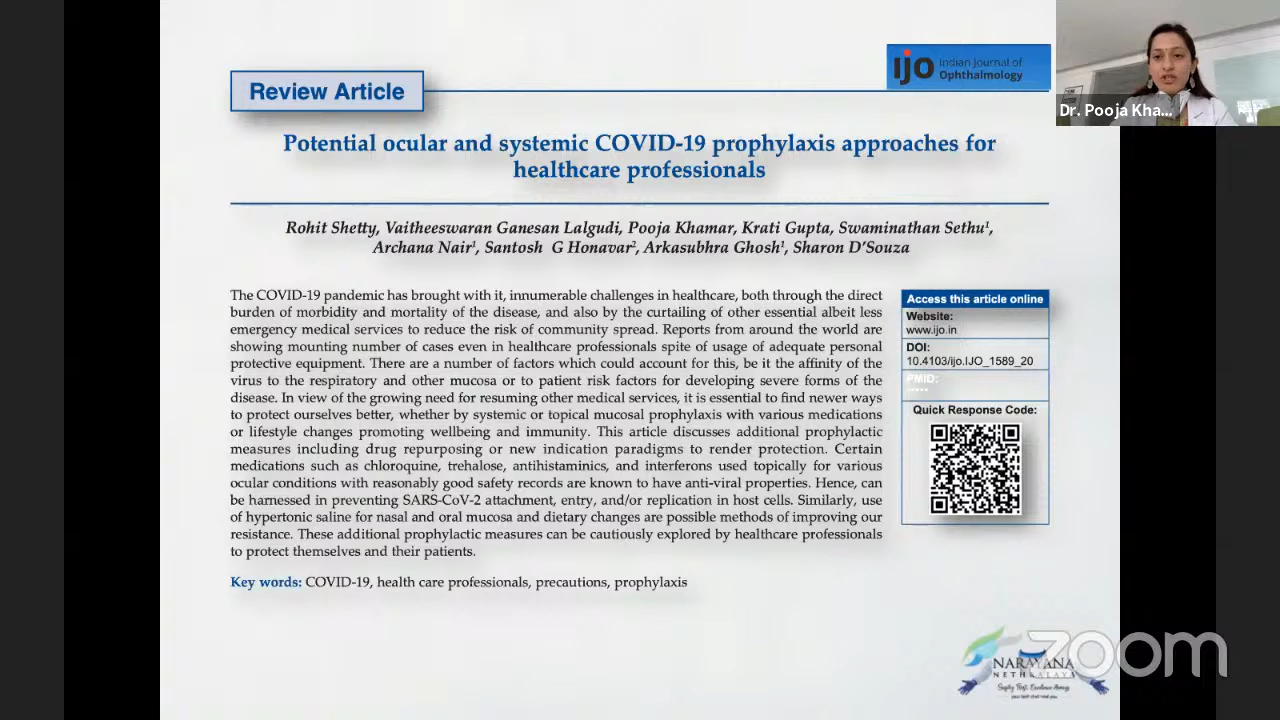 Review Article
IJO Indian Journal of
Ophthalmology
Dr. Pooja Kha...
Potential ocular and systemic COVID-19 prophylaxis approaches for
healthcare professionals
Rohit Shetty, Vaitheeswaran Ganesan Lalgudi, Pooja Khamar, Krati Gupta, Swaminathan Sethu¹,
Archana Nair¹, Santosh G Honavar², Arkasubhra Ghosh¹, Sharon D'Souza
The COVID-19 pandemic has brought with it, innumerable challenges in healthcare, both through the direct
burden of morbidity and mortality of the disease, and also by the curtailing of other essential albeit less
emergency medical services to reduce the risk of community spread. Reports from around the world are
showing mounting number of cases even in healthcare professionals spite of usage of adequate personal
protective equipment. There are a number of factors which could account for this, be it the affinity of the
virus to the respiratory and other mucosa or to patient risk factors for developing severe forms of the
disease. In view of the growing need for resuming other medical services, it is essential to find newer ways
to protect ourselves better, whether by systemic or topical mucosal prophylaxis with various medications
or lifestyle changes promoting wellbeing and immunity. This article discusses additional prophylactic
measures including drug repurposing or new indication paradigms to render protection. Certain
medications such as chloroquine, trehalose, antihistaminics, and interferons used topically for various
ocular conditions with reasonably good safety records are known to have anti-viral properties. Hence, can
be harnessed in preventing SARS-CoV-2 attachment, entry, and/or replication in host cells. Similarly, use
of hypertonic saline for nasal and oral mucosa and dietary changes are possible methods of improving our
resistance. These additional prophylactic measures can be cautiously explored by healthcare professionals
to protect themselves and their patients.
Key words: COVID-19, health care professionals, precautions, prophylaxis
Access this article online
Website:
www.ijo.in
DOI:
10.4103/ijo.IJO_1589_20
PMID:
*****
Quick Response Code:
NARAYANA
NETHRALAYA
zoom